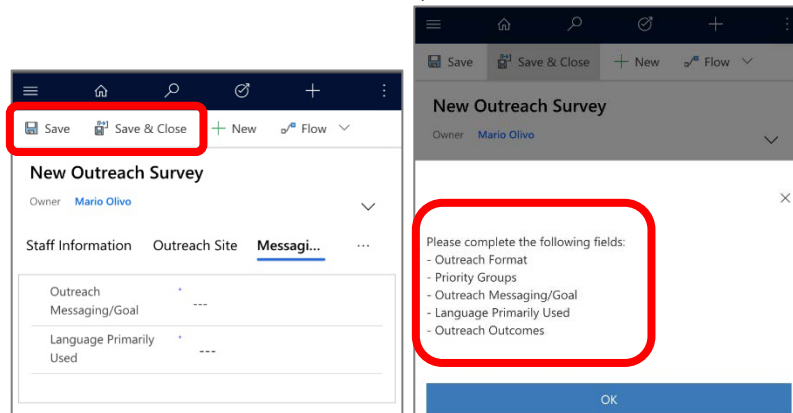 Save Save & Close + New Flow
New Outreach Survey
Owner Mario Olivo
Staff Information Outreach Site Messagi... ...
Outreach * ---
Messaging/Goal
Language Primarily * ---
Used
Save Save & Close + New Flow
New Outreach Survey
Owner Mario Olivo
Please complete the following fields:
- Outreach Format
- Priority Groups
- Outreach Messaging/Goal
- Language Primarily Used
- Outreach Outcomes
OK